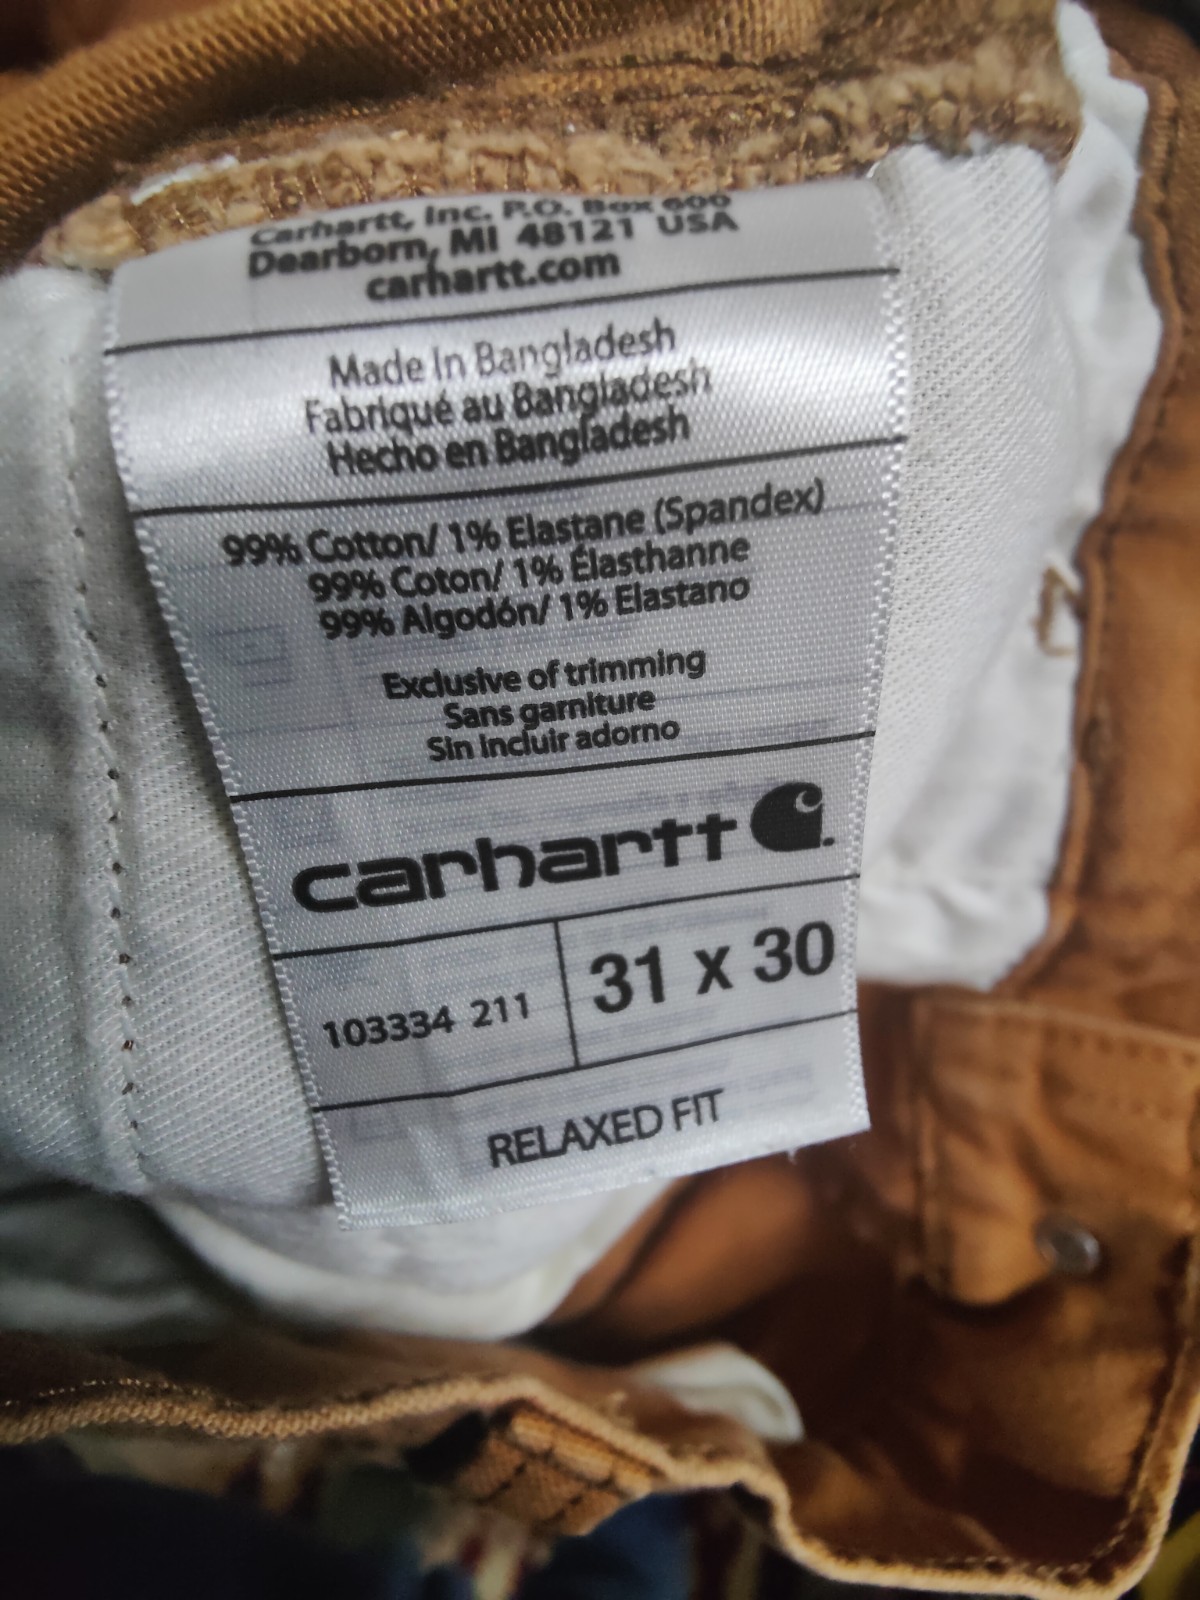 Carhartt, Inc. P.O. Box 600
Dearborn, MI 48121 USA
carhartt.com
Made In Bangladesh
Fabriqué au Bangladesh
Hecho en Bangladesh
99% Cotton/ 1% Elastane (Spandex)
99% Coton/ 1% Élasthanne
99% Algodón/ 1% Elastano
Exclusive of trimming
Sans garniture
Sin incluir adorno
carhartt
103334 211
31 x 30
RELAXED FIT